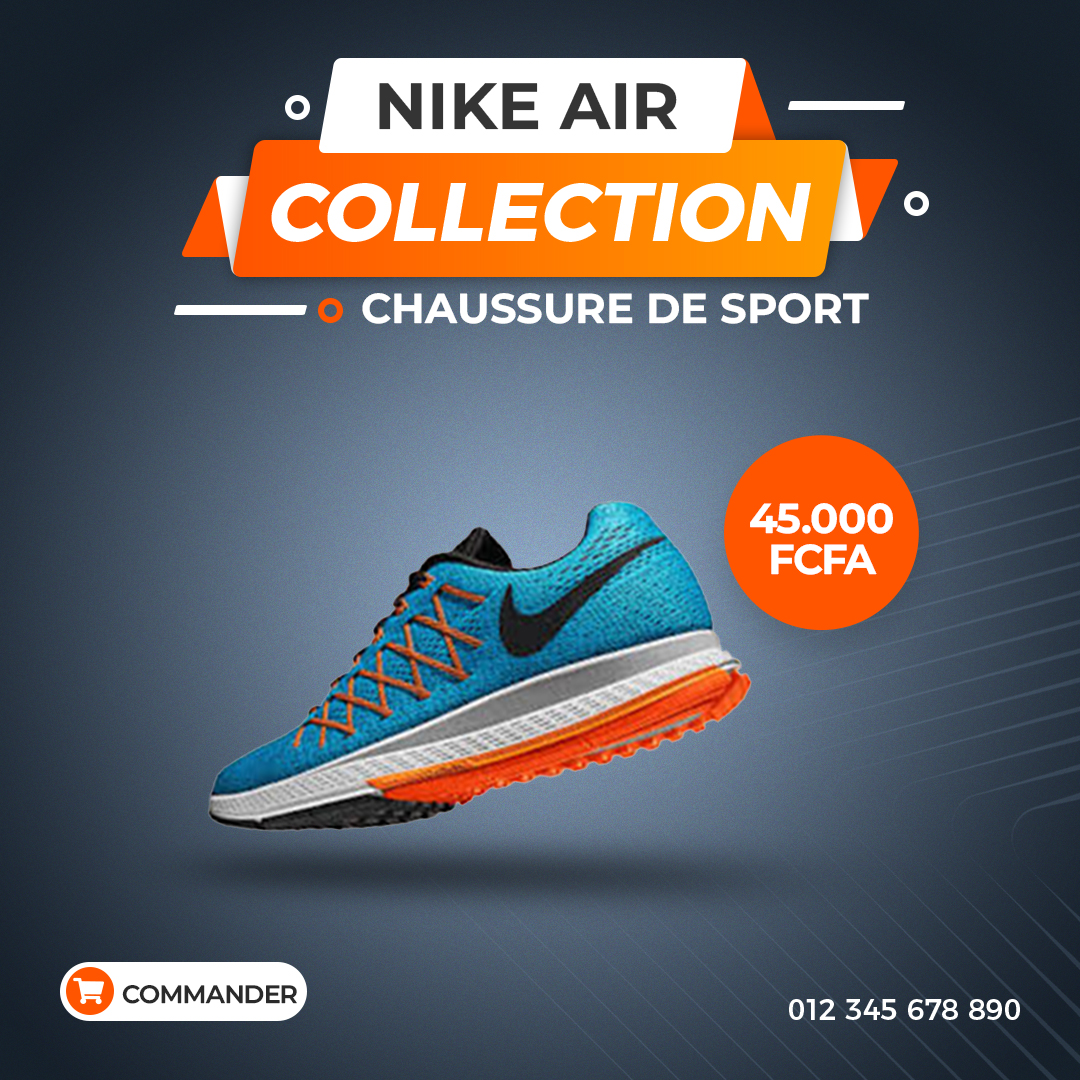 NIKE AIR
COLLECTION
CHAUSSURE DE SPORT
45.000
FCFA
COMMANDER
012 345 678 890